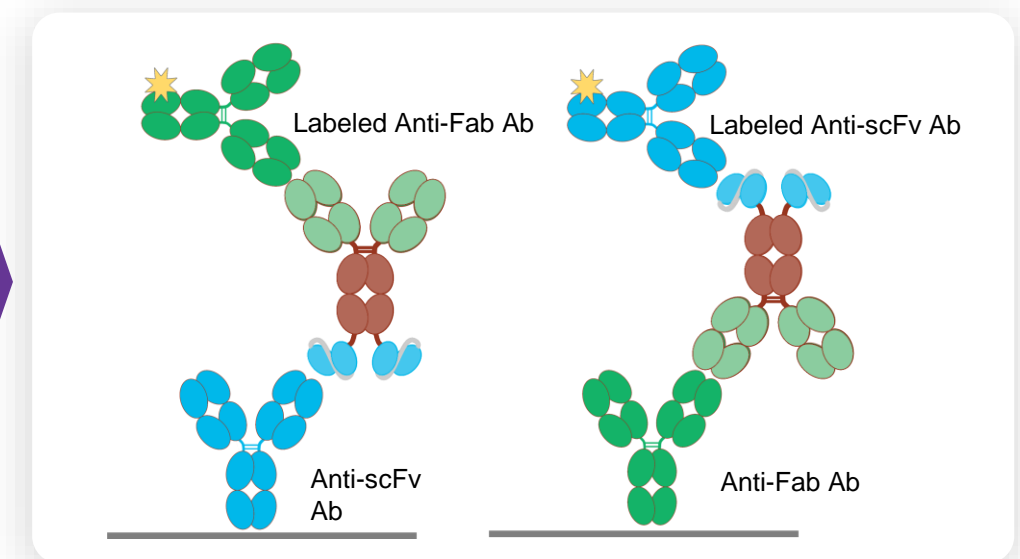 Labeled Anti-Fab Ab
Labeled Anti-scFv Ab
Anti-scFv
Ab
Anti-Fab Ab